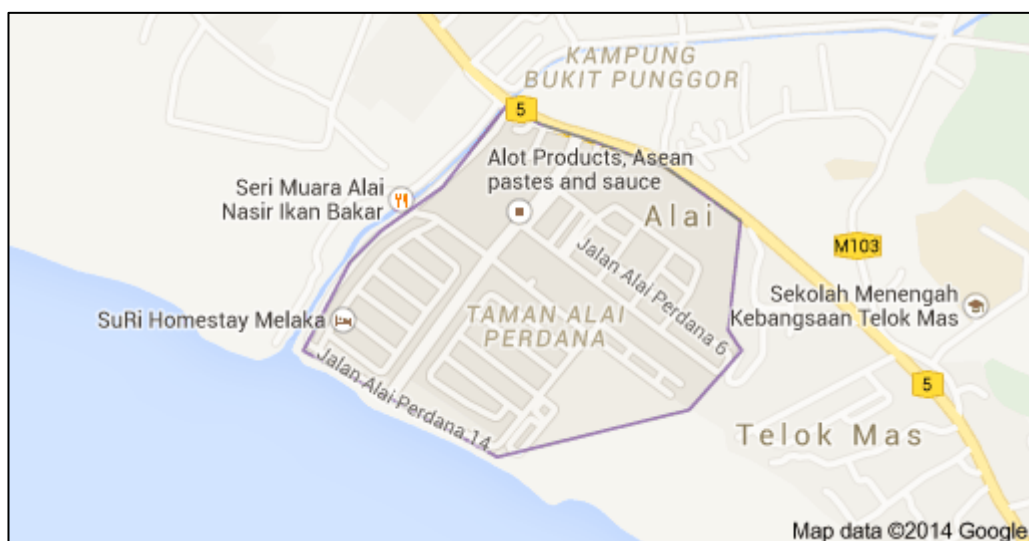 KAMPUNG
BUKIT PUNGGOR
5
Alot Products, Asean
pastes and sauce
Seri Muara Alai
Nasir Ikan Bakar
Alai
M103
Jalan Alai Perdana 6
Sekolah Menengah
Kebangsaan Telok Mas
SuRi Homestay Melaka
TAMAN ALAI
PERDANA
Jalan Alai Perdana 14
5
Telok Mas
Map data ©2014 Google